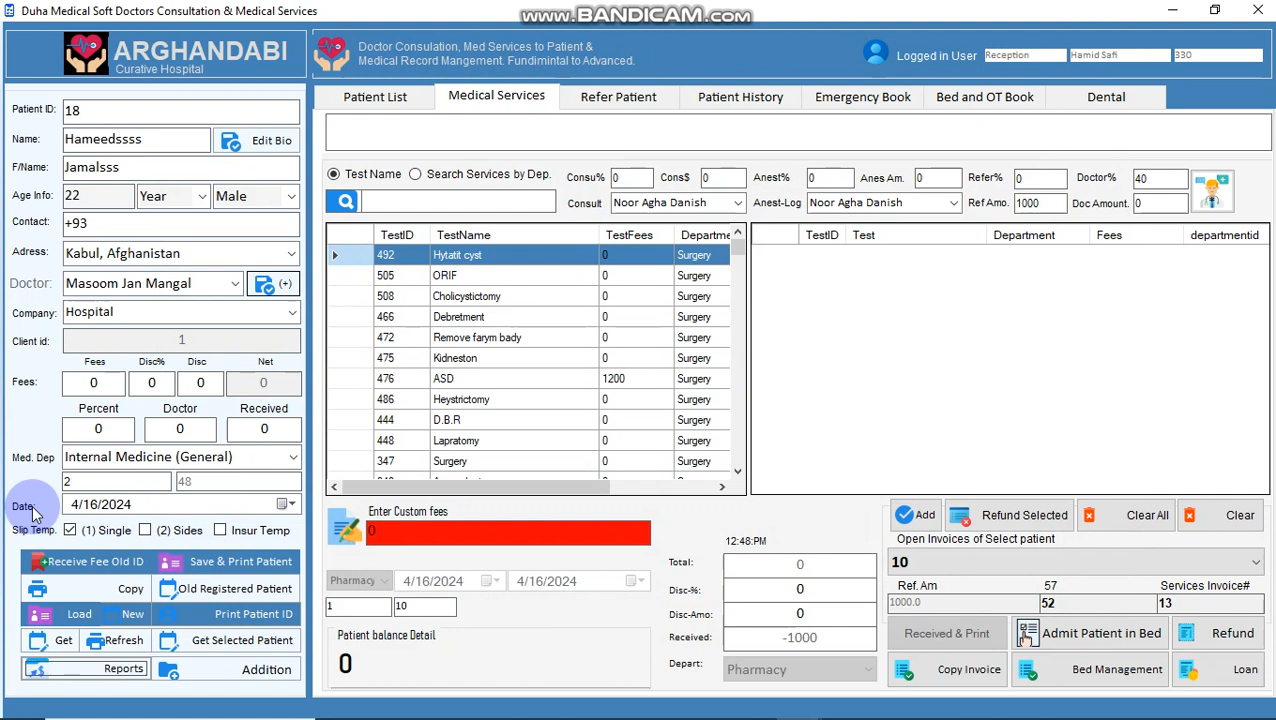 Duha Medical Soft Doctors Consultation & Medical Services
www.BANDICAM.com
ARGHANDABI
Curative Hospital
Doctor Consulation, Med Services to Patient &
Medical Record Mangement. Fundimintal to Advanced.
Logged in User
Reception
Hamid Safi
330
Patient ID: 18
Name: Hameedssss Edit Bio
F/Name: Jamalsss
Age Info: 22 Year Male
Contact: +93
Adress: Kabul, Afghanistan
Doctor: Masoom Jan Mangal (+)
Company: Hospital
Client id: 1
Fees Disc% Disc Net
Fees: 0 0 0 0
Percent Doctor Received
0 0 0
Med. Dep Internal Medicine (General)
2 48
Date: 4/16/2024
Slip Temp. (1) Single (2) Sides Insur Temp
Receive Fee Old ID Save & Print Patient
Copy Old Registered Patient
Load New Print Patient ID
Get Refresh Get Selected Patient
Reports Addition
Patient List Medical Services Refer Patient Patient History Emergency Book Bed and OT Book Dental
Test Name Search Services by Dep. Consu% 0 Cons$ 0 Anest% 0 Anes Am. 0 Refer% 0 Doctor% 40
Consult Noor Agha Danish Anest-Log Noor Agha Danish Ref Amo. 1000 Doc Amount. 0
TestID TestName TestFees Departme
492 Hytatit cyst 0 Surgery
505 ORIF 0 Surgery
508 Cholicystictomy 0 Surgery
466 Debretment 0 Surgery
472 Remove farym bady 0 Surgery
475 Kidneston 0 Surgery
476 ASD 1200 Surgery
486 Heystrictomy 0 Surgery
444 D.B.R 0 Surgery
448 Lapratomy 0 Surgery
347 Surgery 0 Surgery
TestID Test Department Fees departmentid
Enter Custom fees
0
Pharmacy 4/16/2024 4/16/2024
1 10
Patient balance Detail
0
12:48:PM
Total: 0
Disc-%: 0
Disc-Amo: 0
Received: -1000
Depart: Pharmacy
Add Refund Selected Clear All Clear
Open Invoices of Select patient
10
Ref.Am 57 Services Invoice#
1000.0 52 13
Received & Print Admit Patient in Bed Refund
Copy Invoice Bed Management Loan